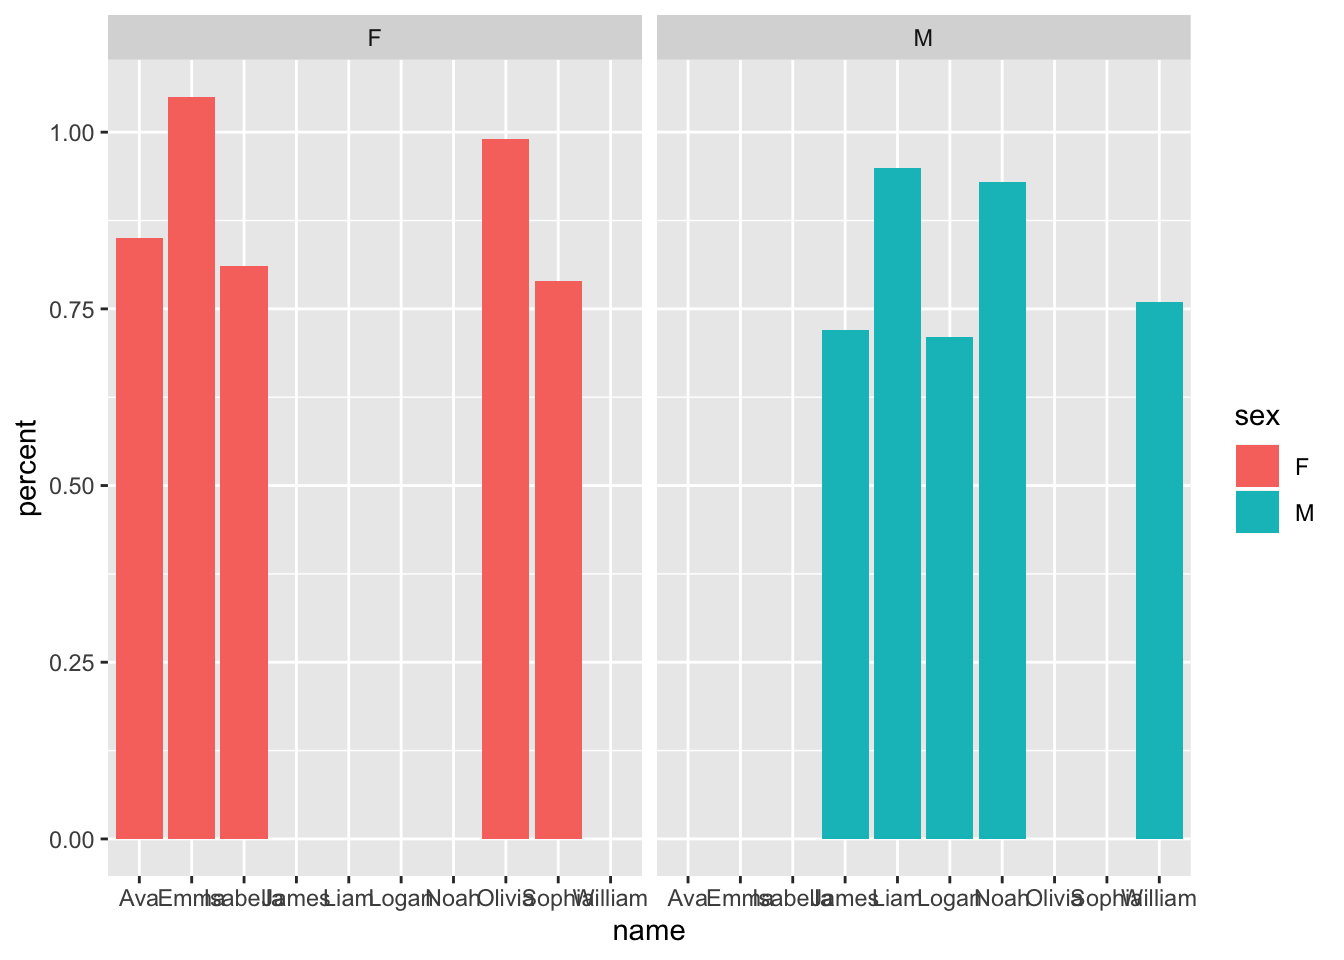 F
M
1.00
0.75
0.50
0.25
0.00
percent
Ava Emma Isabella James Liam Logan Noah Olivia Sophia William
Ava Emma Isabella James Liam Logan Noah Olivia Sophia William
name
sex
F
M